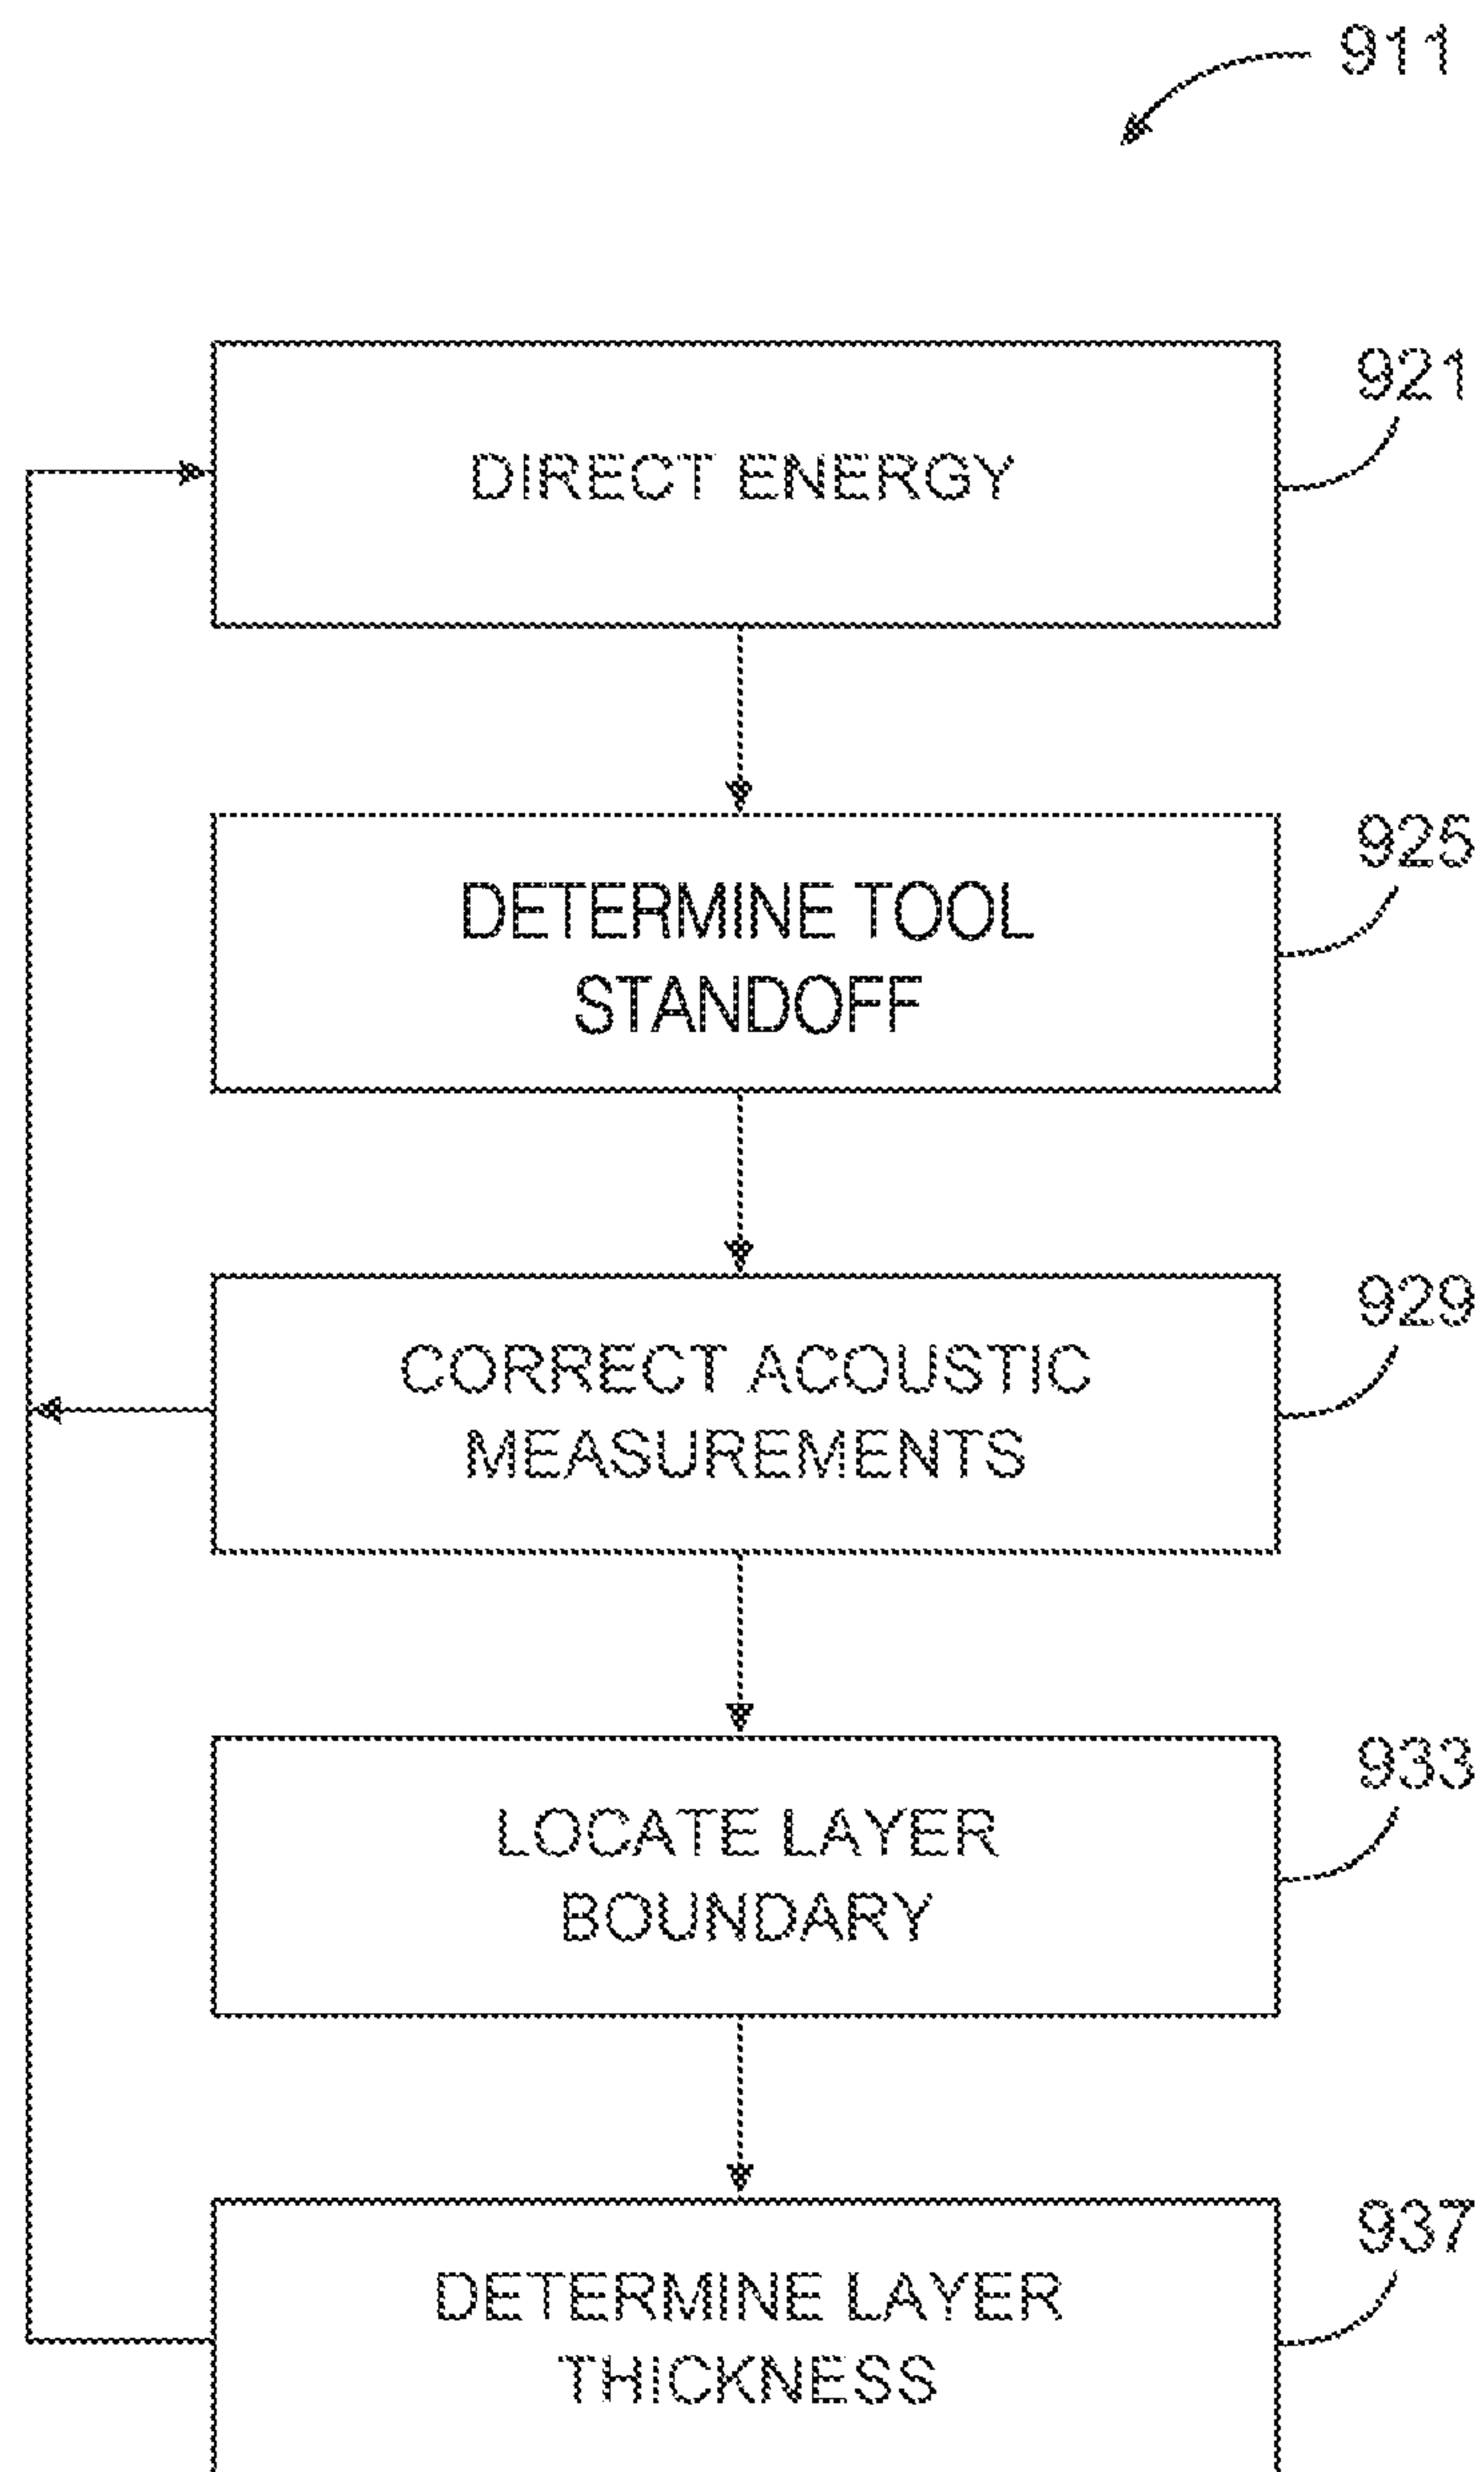 911
921
DIRECT ENERGY
925
DETERMINE TOOL
STANDOFF
929
CORRECT ACOUSTIC
MEASUREMENTS
933
LOCATE LAYER
BOUNDARY
937
DETERMINE LAYER
THICKNESS